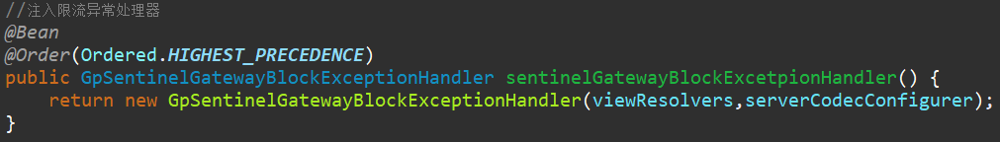 //注入限流异常处理器
@Bean
@Order(Ordered.HIGHEST_PRECEDENCE)
public GpSentinelGatewayBlockExceptionHandler sentinelGatewayBlockExcetpionHandler() {
    return new GpSentinelGatewayBlockExceptionHandler(viewResolvers,serverCodecConfigurer);
}